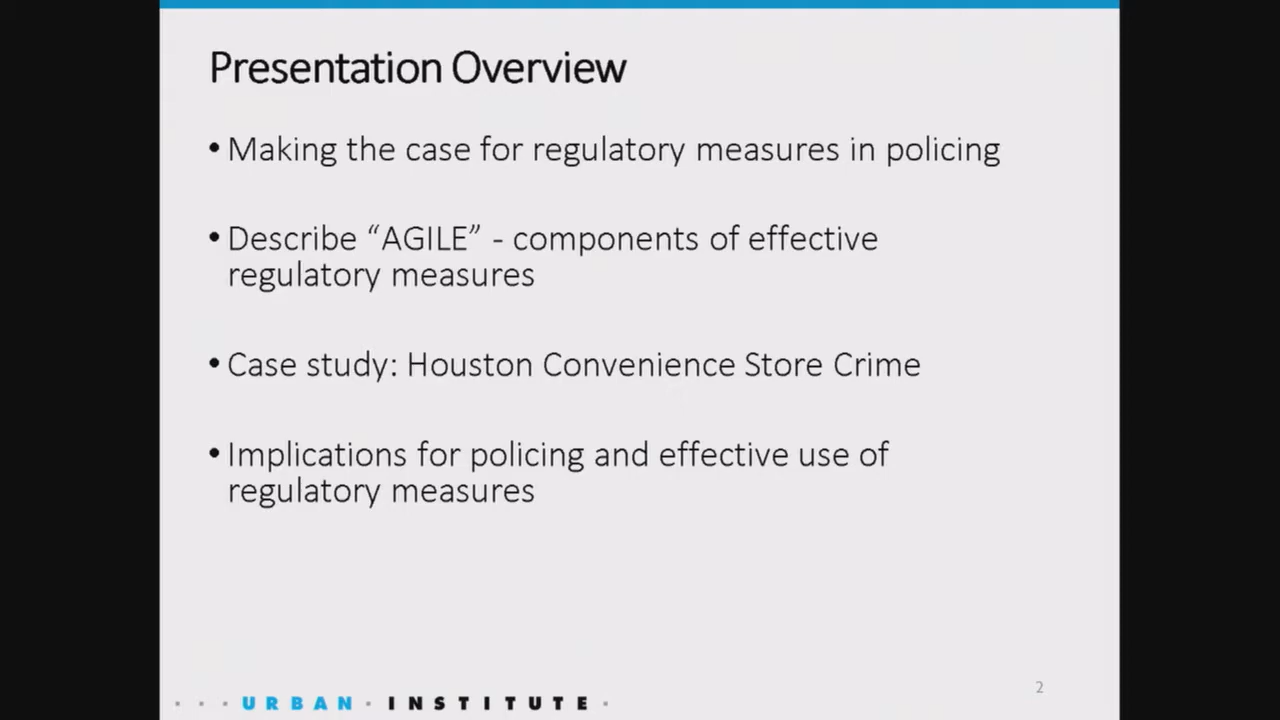 Presentation Overview
• Making the case for regulatory measures in policing
• Describe “AGILE” - components of effective
regulatory measures
• Case study: Houston Convenience Store Crime
• Implications for policing and effective use of
regulatory measures
2
· · · URBAN · INSTITUTE ·